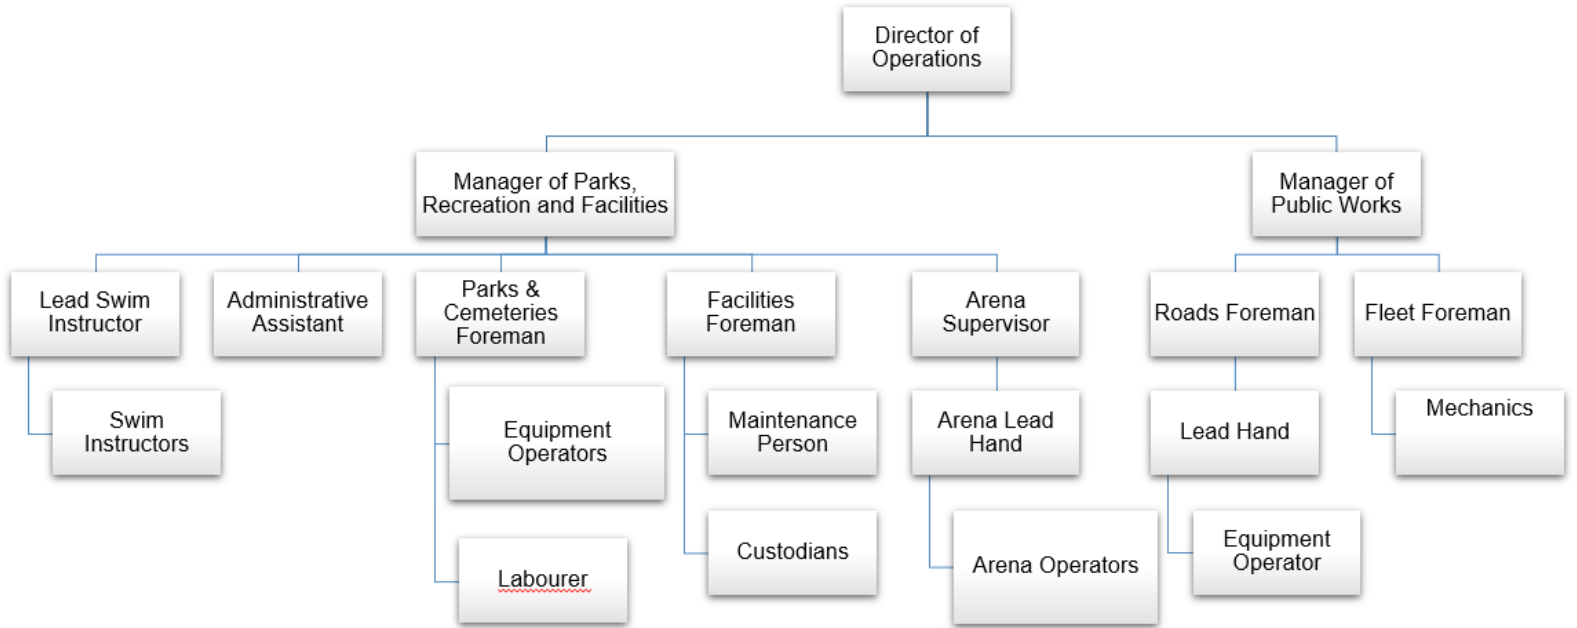 Director of
Operations
Manager of Parks,
Recreation and Facilities
Manager of
Public Works
Lead Swim
Instructor
Administrative
Assistant
Parks &
Cemeteries
Foreman
Facilities
Foreman
Arena
Supervisor
Roads Foreman
Fleet Foreman
Swim
Instructors
Equipment
Operators
Maintenance
Person
Arena Lead
Hand
Lead Hand
Mechanics
Labourer
Custodians
Arena Operators
Equipment
Operator